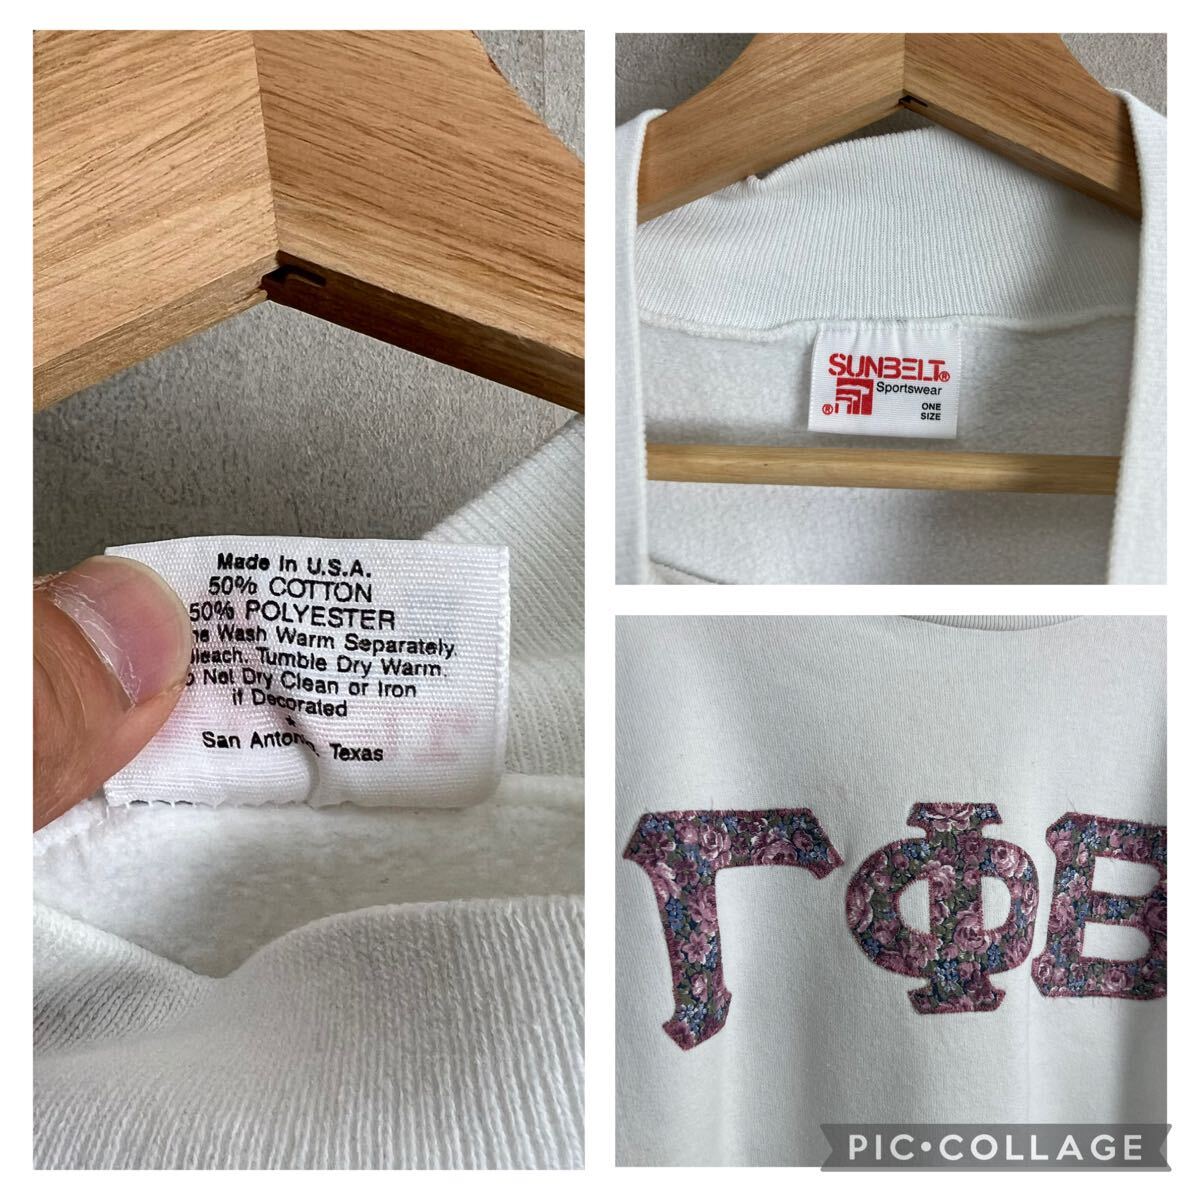 Made In U.S.A.
50% COTTON
50% POLYESTER
Wash Warm Separately
Tumble Dry Warm.
Not Dry Clean or Iron
if Decorated
San Texas
SUNBELT®
Sportswear
®
ONE
SIZE
ΓΦΒ
PIC•COLLAGE